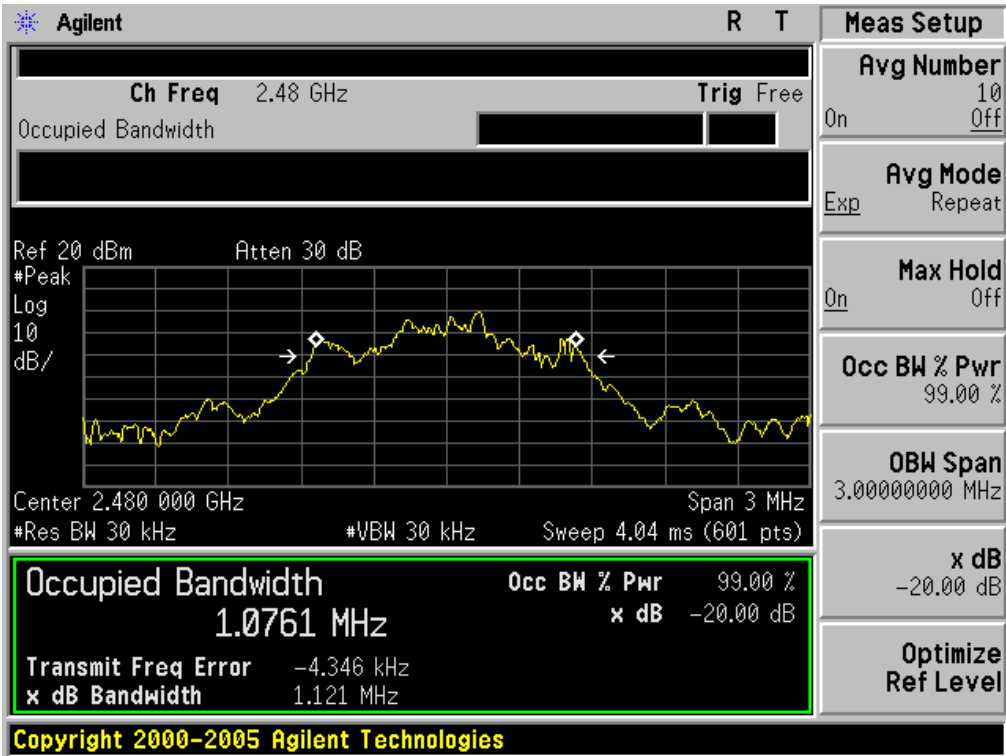 Agilent R T
Ch Freq 2.48 GHz Trig Free
Occupied Bandwidth
Ref 20 dBm Atten 30 dB
#Peak
Log
10
dB/
Center 2.480 000 GHz Span 3 MHz
#Res BW 30 kHz #VBW 30 kHz Sweep 4.04 ms (601 pts)
Occupied Bandwidth
1.0761 MHz
Occ BW % Pwr 99.00 %
x dB -20.00 dB
Transmit Freq Error -4.346 kHz
x dB Bandwidth 1.121 MHz
Copyright 2000-2005 Agilent Technologies
Meas Setup
Avg Number
10
On Off
Avg Mode
Exp Repeat
Max Hold
On Off
Occ BW % Pwr
99.00 %
OBW Span
3.00000000 MHz
x dB
-20.00 dB
Optimize
Ref Level